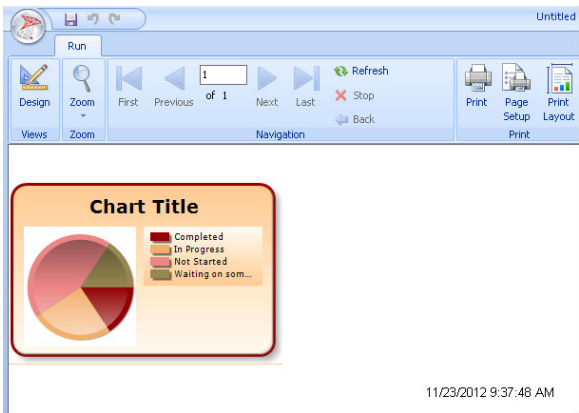 Untitled
Run
Design
Zoom
First
Previous
1
of 1
Next
Last
Refresh
Stop
Back
Print
Page Setup
Print Layout
Views
Zoom
Navigation
Print
Chart Title
Completed
In Progress
Not Started
Waiting on som...
11/23/2012 9:37:48 AM